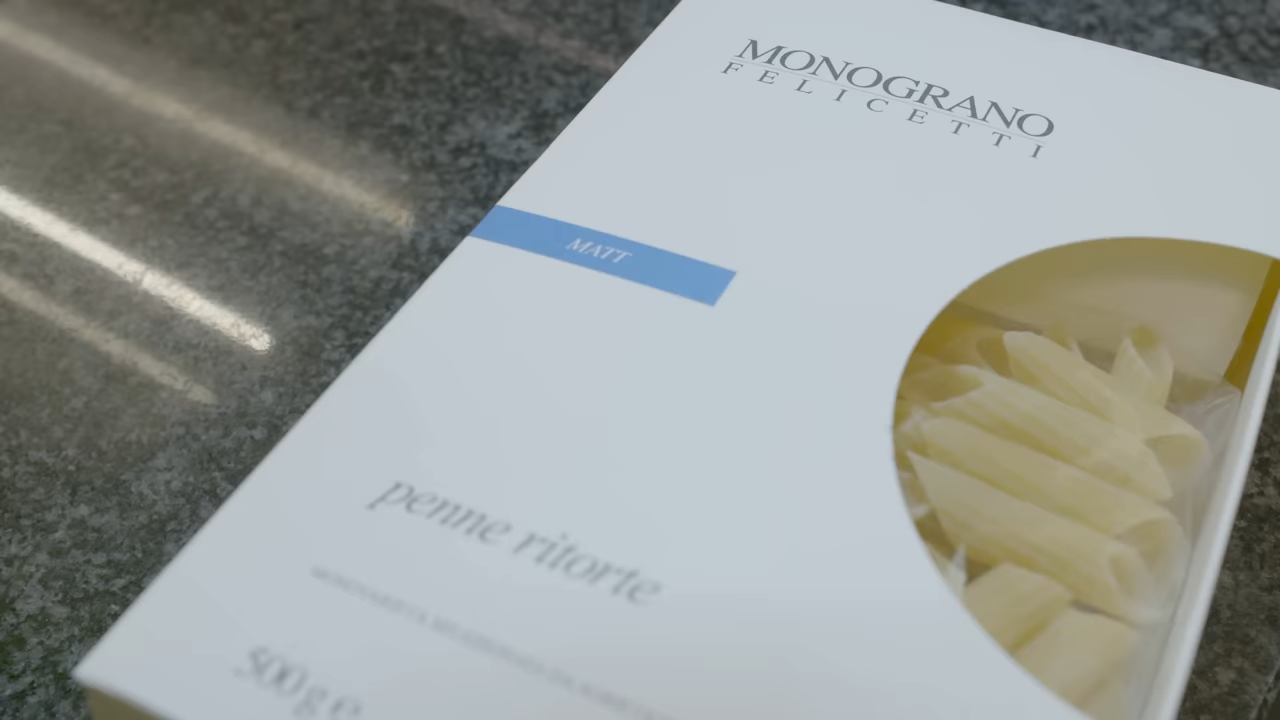 MONOGRANO
FELICETTI
MATT
penne ritorte
500 g e